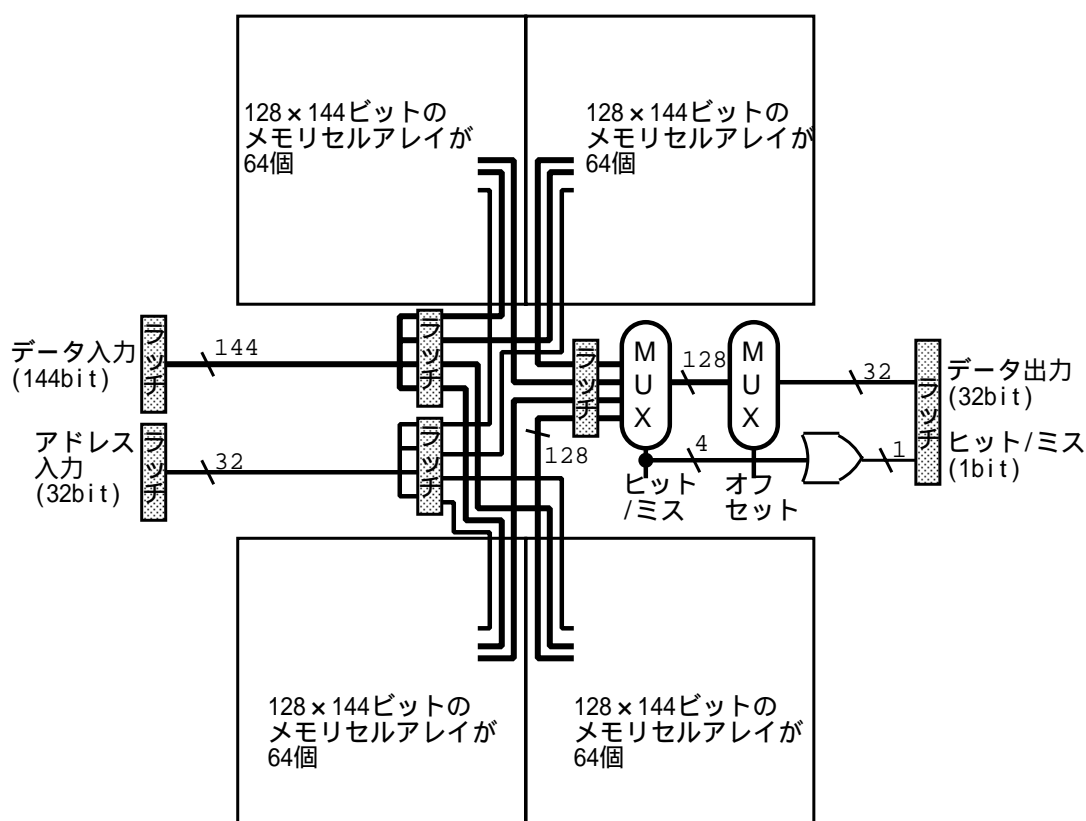 128×144ビットの
メモリセルアレイが
64個
128×144ビットの
メモリセルアレイが
64個
データ入力
(144bit)
ラッチ
144
アドレス
入力
(32bit)
ラッチ
32
ラッチ
ラッチ
ラッチ
128
MUX
128
MUX
4
ヒット
/ミス
オフ
セット
32
1
ラッチ
データ出力
(32bit)
ヒット/ミス
(1bit)
128×144ビットの
メモリセルアレイが
64個
128×144ビットの
メモリセルアレイが
64個